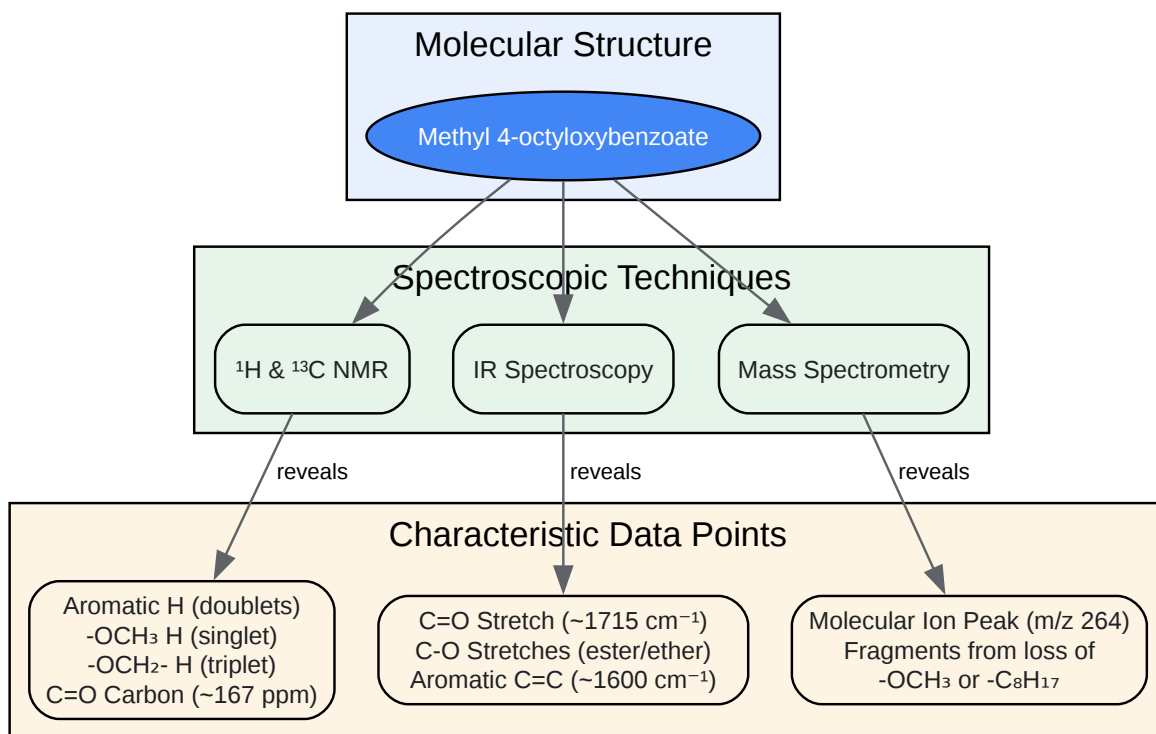 Molecular Structure
Methyl 4-octyloxybenzoate
Spectroscopic Techniques
¹H & ¹³C NMR
IR Spectroscopy
Mass Spectrometry
reveals
reveals
reveals
Characteristic Data Points
Aromatic H (doublets)
-OCH₃ H (singlet)
-OCH₂- H (triplet)
C=O Carbon (~167 ppm)
C=O Stretch (~1715 cm⁻¹)
C-O Stretches (ester/ether)
Aromatic C=C (~1600 cm⁻¹)
Molecular Ion Peak (m/z 264)
Fragments from loss of
-OCH₃ or -C₈H₁₇